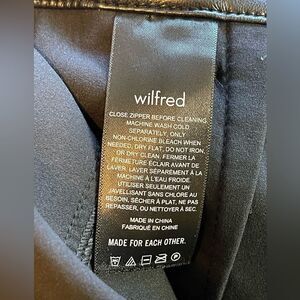 wilfred
CLOSE ZIPPER BEFORE CLEANING
MACHINE WASH COLD
SEPARATELY, ONLY
NON-CHLORINE BLEACH WHEN
NEEDED, DRY FLAT, DO NOT IRON,
OR DRY CLEAN. FERMER LA
FERMETURE ÉCLAIR AVANT DE
LAVER. LAVER SÉPARÉMENT À LA
MACHINE À L'EAU FROIDE.
UTILISER SEULEMENT UN
JAVELLISANT SANS CHLORE AU
BESOIN, SÉCHER À PLAT, NE PAS
REPASSER, OU NETTOYER À SEC.
MADE IN CHINA
FABRIQUÉ EN CHINE
MADE FOR EACH OTHER.